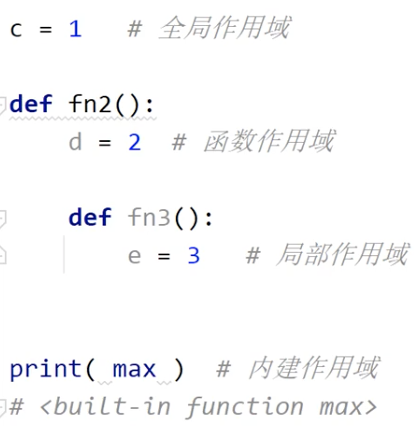 c = 1   # 全局作用域
def fn2():
    d = 2  # 函数作用域
    def fn3():
        e = 3   # 局部作用域
print( max )  # 内建作用域
# <built-in function max>